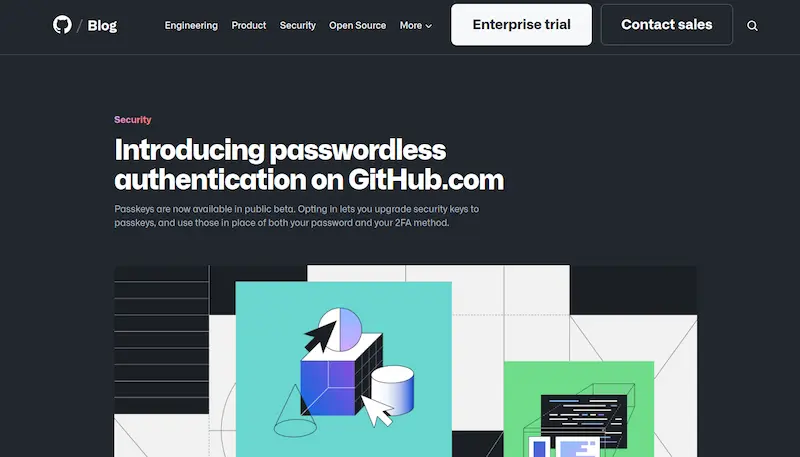 / Blog Engineering Product Security Open Source More Enterprise trial Contact sales
Security
Introducing passwordless
authentication on GitHub.com
Passkeys are now available in public beta. Opting in lets you upgrade security keys to
passkeys, and use those in place of both your password and your 2FA method.